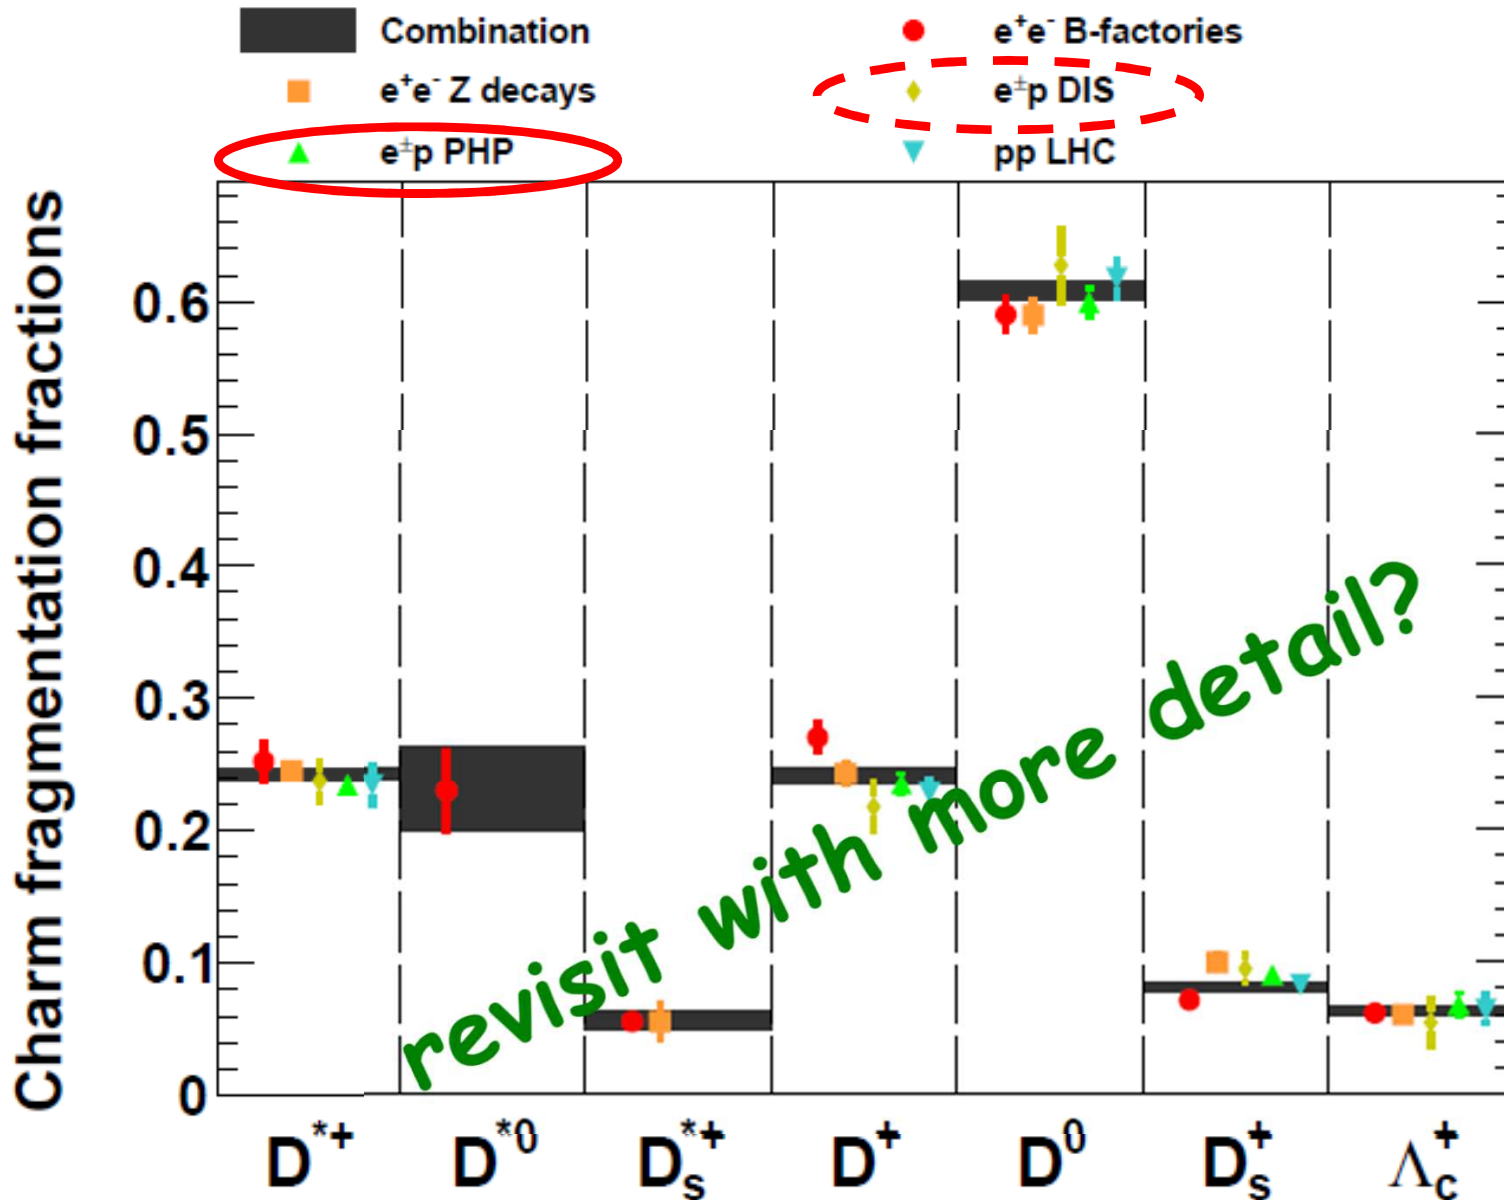 Combination
e⁺e⁻ B-factories
e⁺e⁻ Z decays
e±p DIS
e±p PHP
pp LHC
Charm fragmentation fractions
0.6
0.5
0.4
0.3
0.2
0.1
0
revisit with more detail?
D*+
D*0
Ds*+
D+
D0
Ds+
Λc+